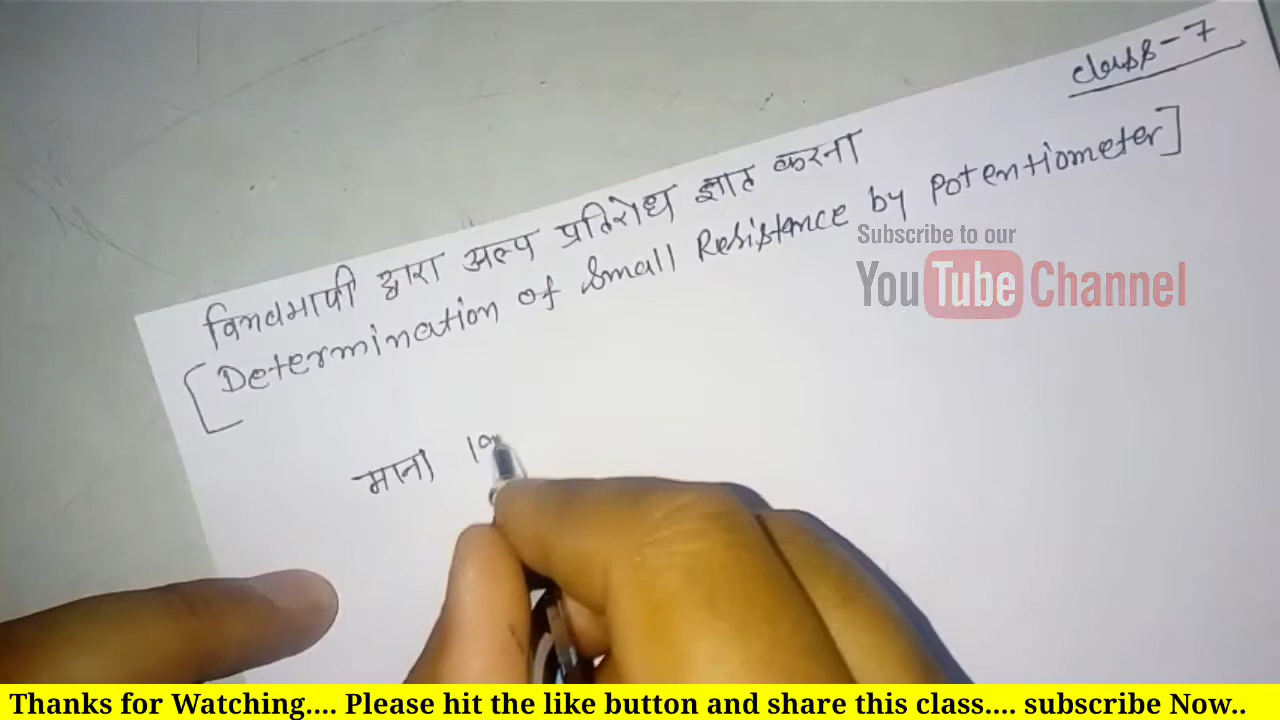 class-7
विभवमापी द्वारा अल्प प्रतिरोध ज्ञात करना
[Determination of Small Resistance by Potentiometer]
Subscribe to our
YouTube Channel
माना
Thanks for Watching.... Please hit the like button and share this class.... subscribe Now..